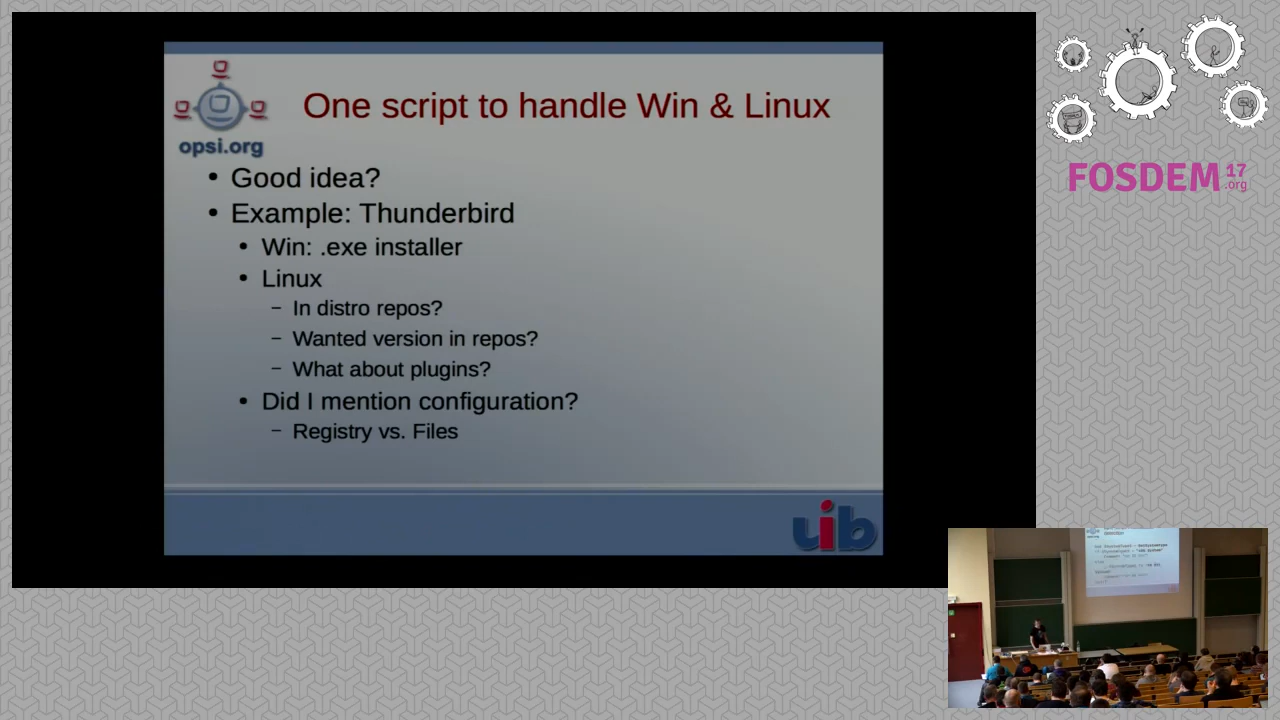 opsi.org
One script to handle Win & Linux
• Good idea?
• Example: Thunderbird
• Win: .exe installer
• Linux
– In distro repos?
– Wanted version in repos?
– What about plugins?
• Did I mention configuration?
– Registry vs. Files
uib
FOSDEM 17
.org